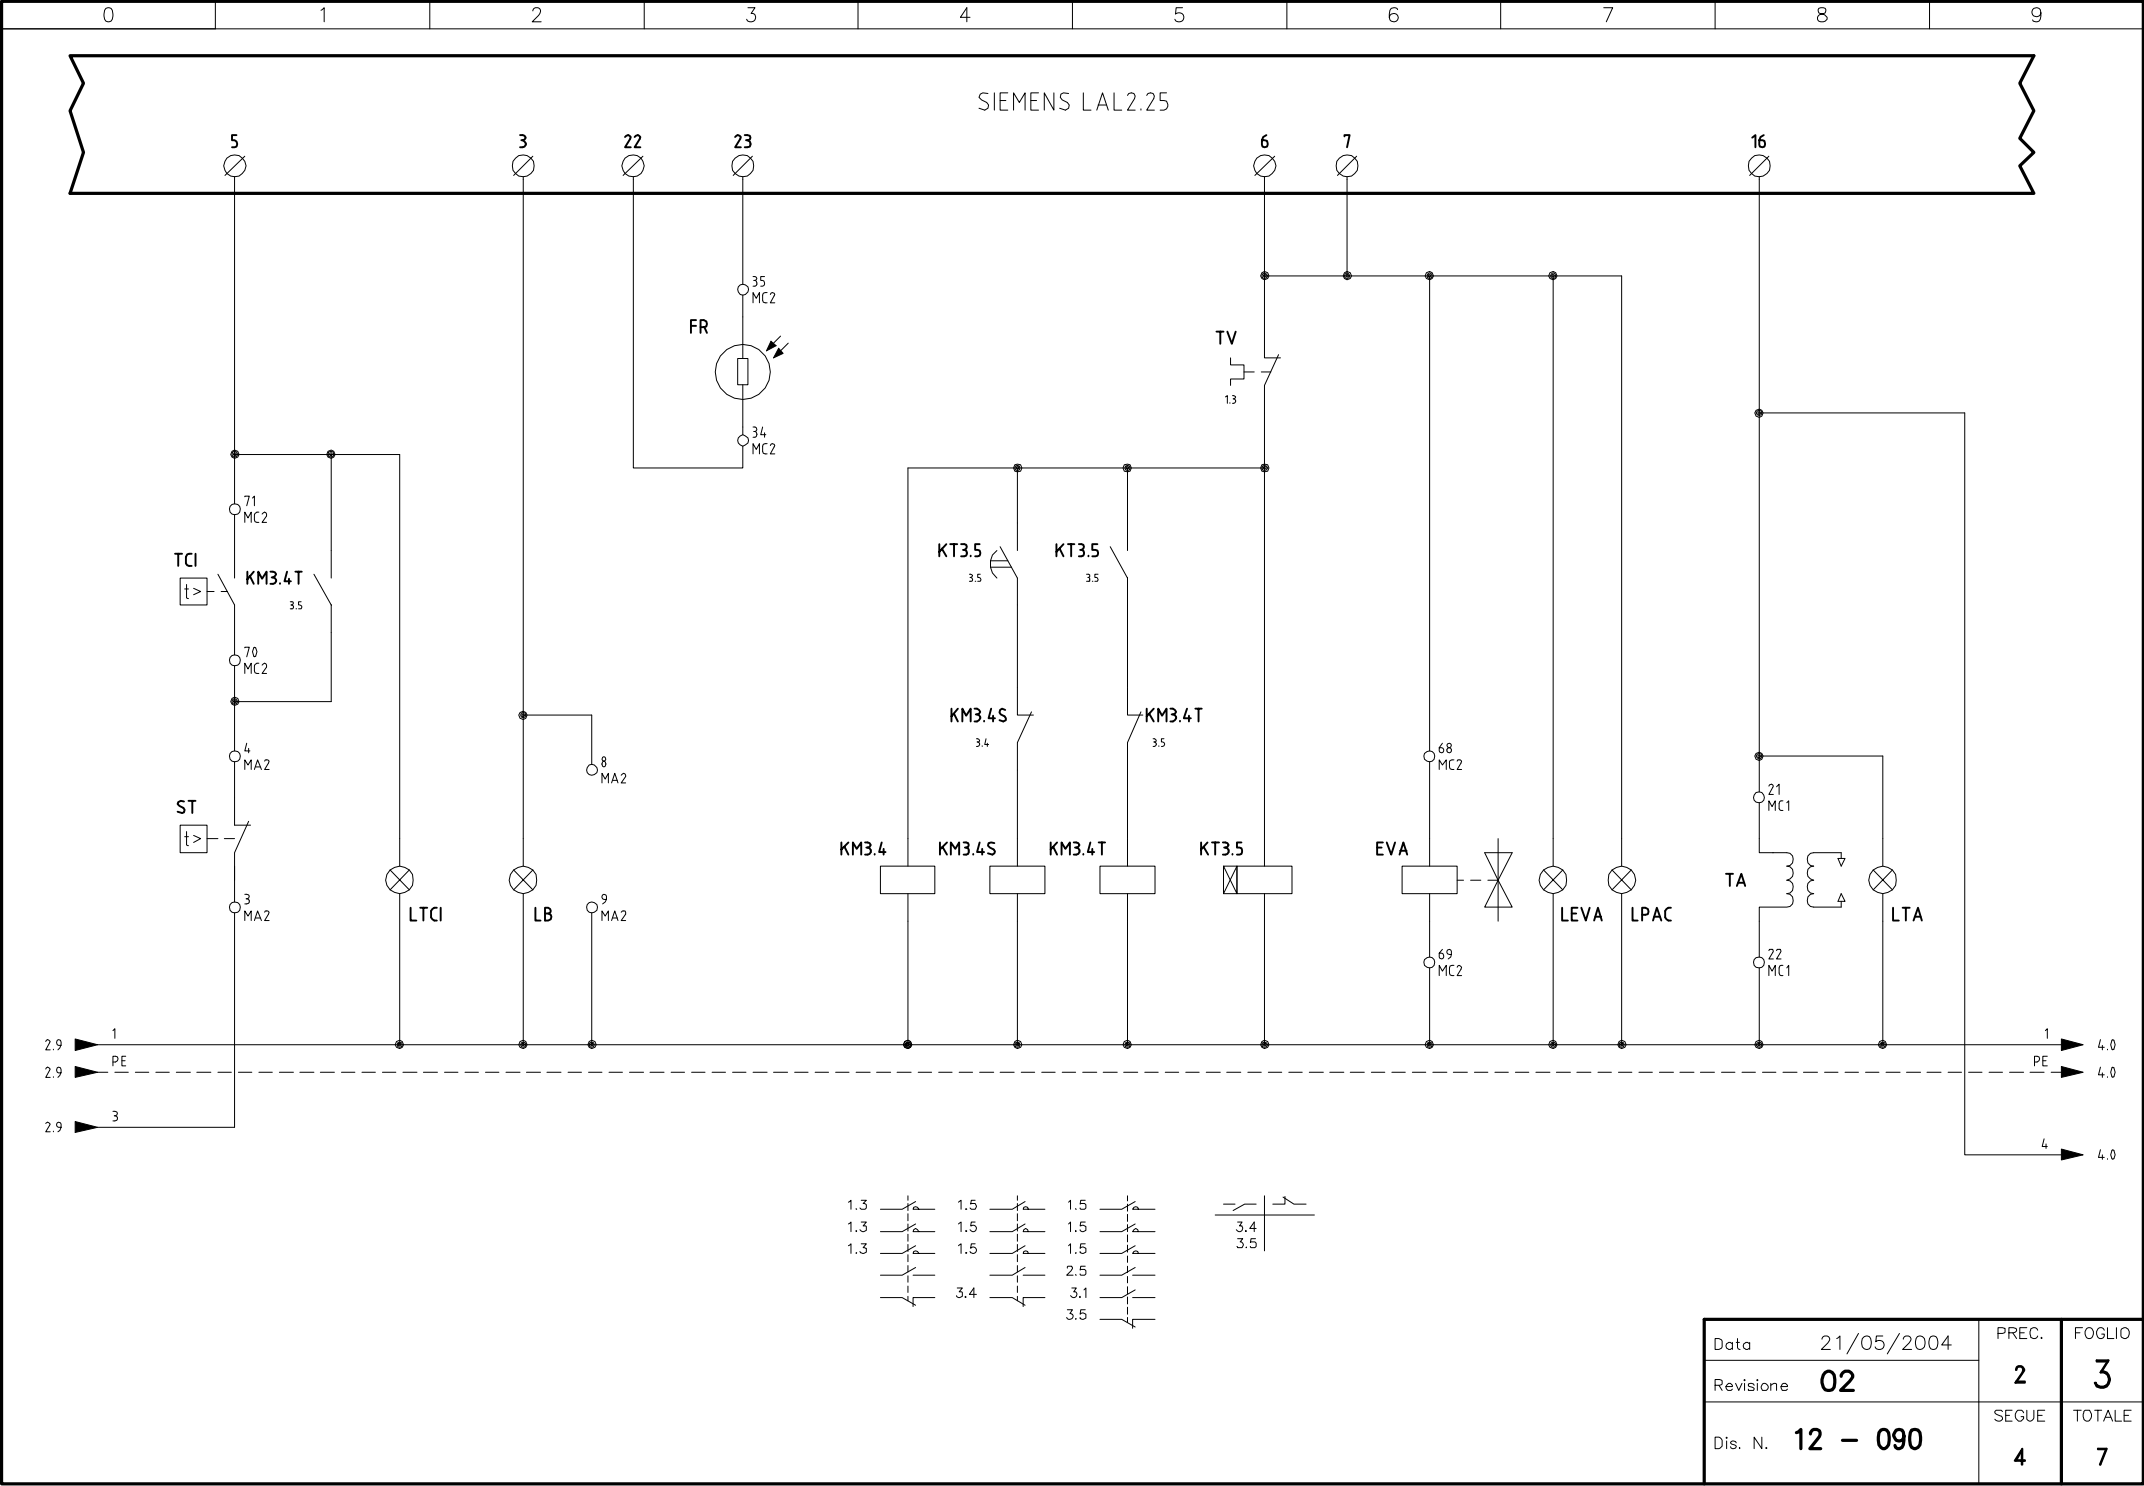 0 1 2 3 4 5 6 7 8 9
SIEMENS LAL2.25
5 3 22 23 6 7 16
35
MC2
FR
TV
1.3
34
MC2
71
MC2
TCI
t>
KM3.4T
3.5
KT3.5
3.5
KT3.5
3.5
70
MC2
KM3.4S
3.4
KM3.4T
3.5
4
MA2
8
MA2
68
MC2
21
MC1
ST
t>
KM3.4 KM3.4S KM3.4T KT3.5 EVA
TA
3
MA2
LTCI LB
9
MA2
LEVA LPAC LTA
69
MC2
22
MC1
2.9 1 1 4.0
2.9 PE PE 4.0
2.9 3
4 4.0
1.3 1.5 1.5
1.3 1.5 1.5 3.4
1.3 1.5 1.5 3.5
2.5
3.4 3.1
3.5
Data 21/05/2004 PREC. FOGLIO
2 3
Revisione 02
SEGUE TOTALE
Dis. N. 12 - 090
4 7